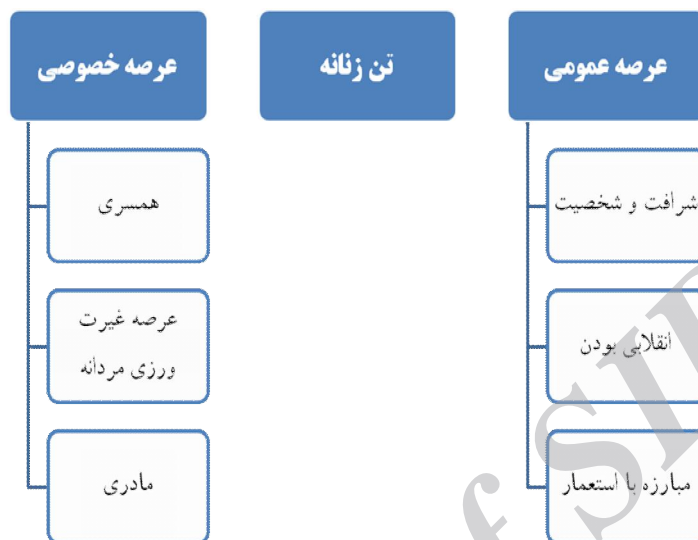 عرصه عمومی
تن زنانه
عرصه خصوصی
شرافت و شخصیت
انقلابی بودن
مبارزه با استعمار
همسری
عرصه غیرت
ورزی مردانه
مادری
f SID